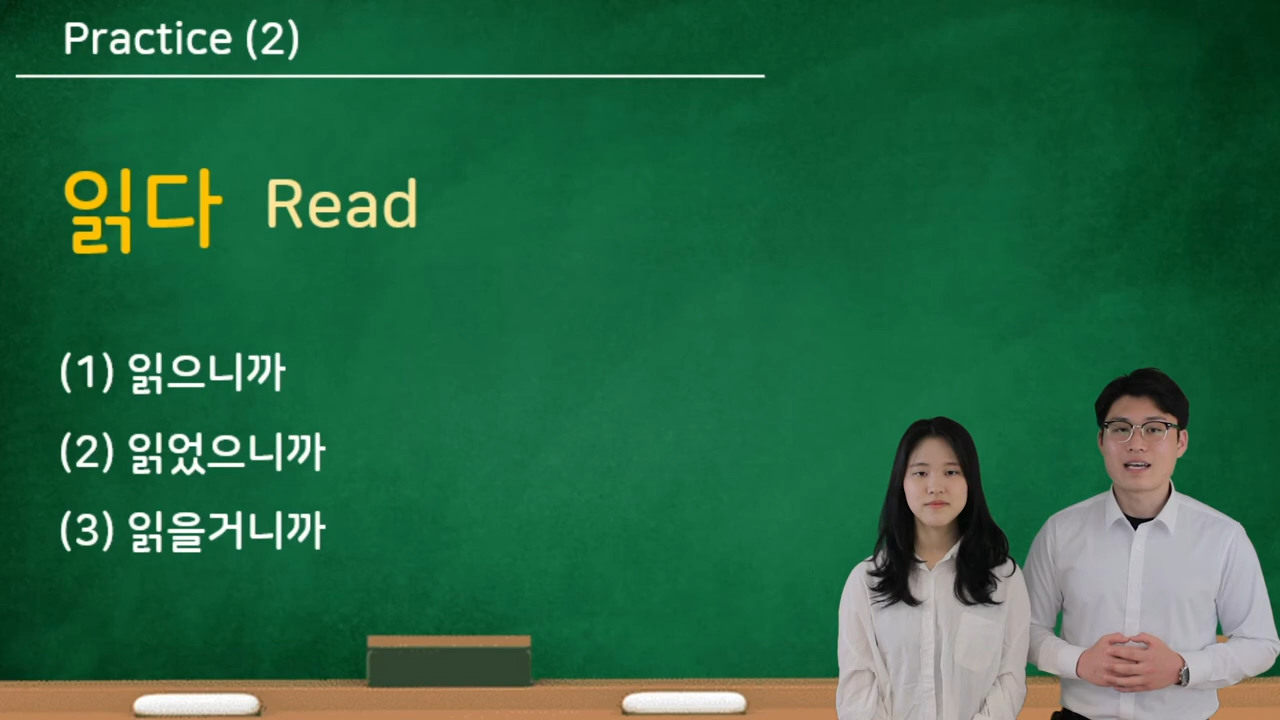 Practice (2)
읽다 Read
(1) 읽으니까
(2) 읽었으니까
(3) 읽을거니까